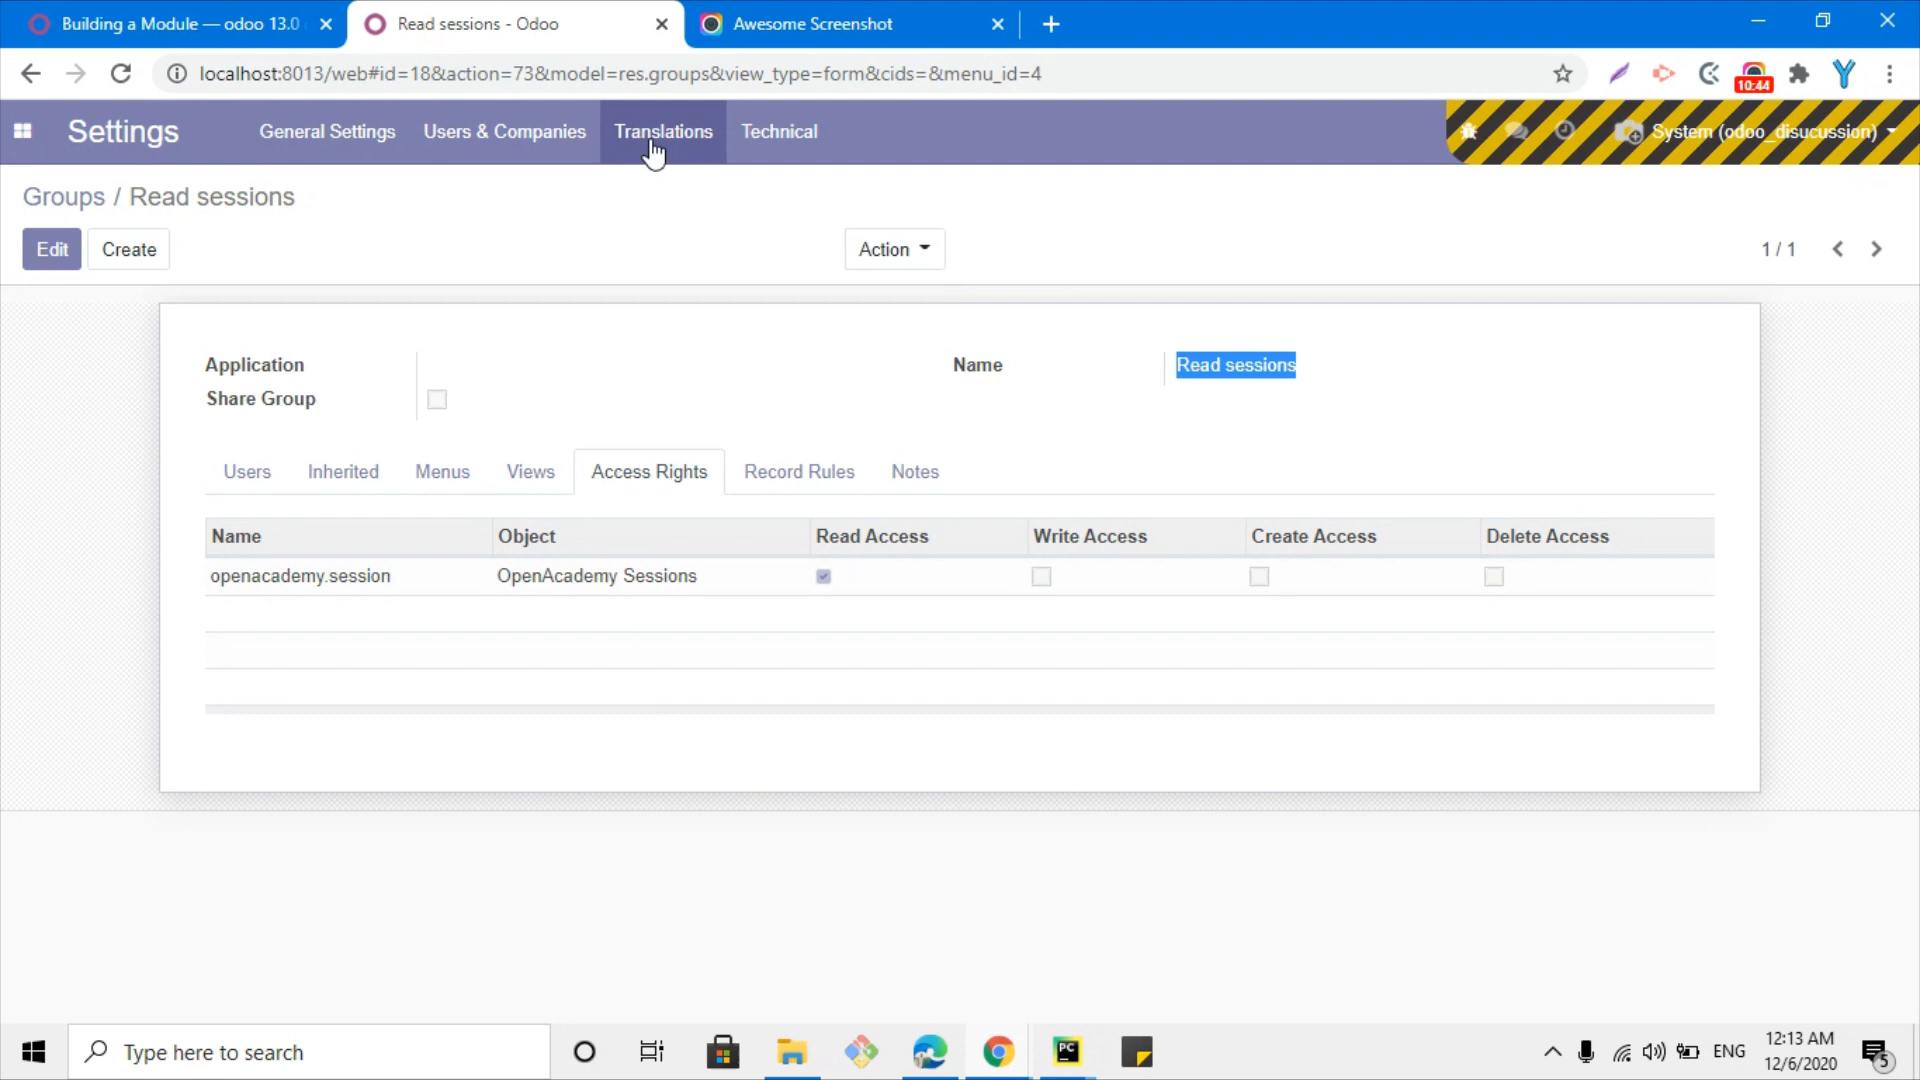 Building a Module — odoo 13.0
Read sessions - Odoo
Awesome Screenshot
localhost:8013/web#id=18&action=73&model=res.groups&view_type=form&cids=&menu_id=4
10:44
Settings
General Settings
Users & Companies
Translations
Technical
System (odoo_disucussion)
Groups / Read sessions
Edit
Create
Action
1 / 1
Application
Name
Read sessions
Share Group
Users
Inherited
Menus
Views
Access Rights
Record Rules
Notes
Name
Object
Read Access
Write Access
Create Access
Delete Access
openacademy.session
OpenAcademy Sessions
Type here to search
PC
ENG
12:13 AM
12/6/2020
5